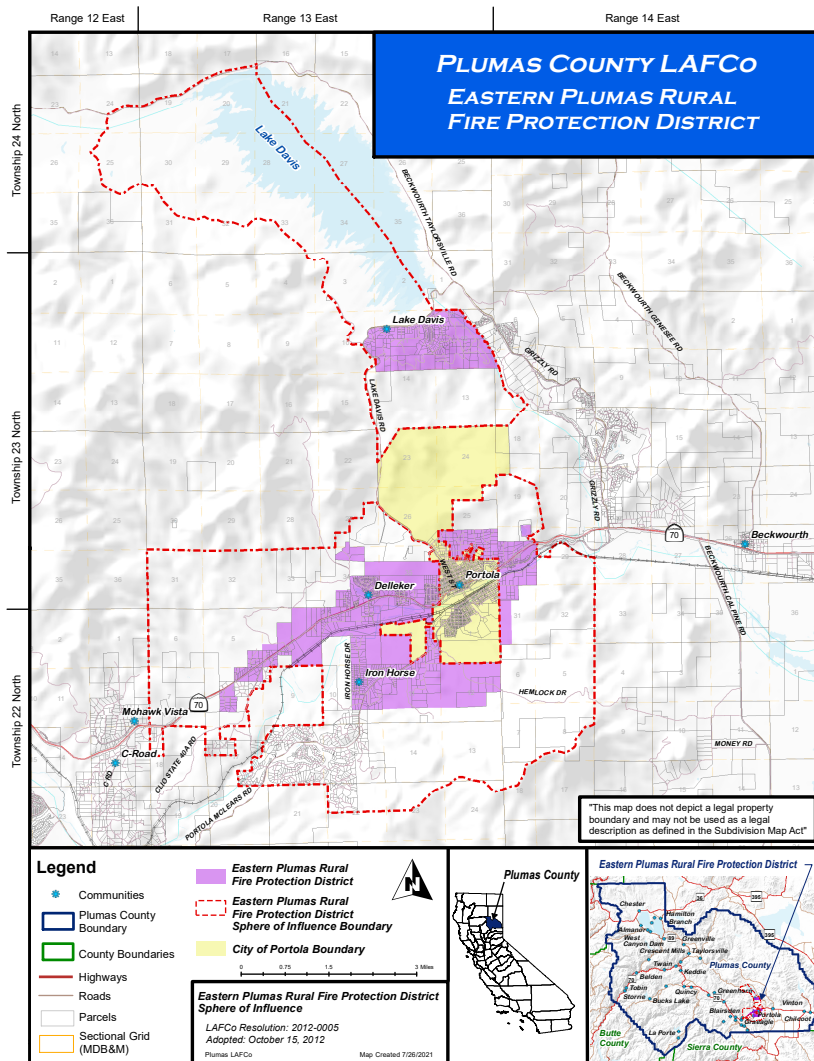 Range 12 East
Range 13 East
Range 14 East
PLUMAS COUNTY LAFCO
EASTERN PLUMAS RURAL
FIRE PROTECTION DISTRICT
Township 24 North
Township 23 North
Township 22 North
Lake Davis
BECKWOURTH TAYLORSVILLE RD
BECKWOURTH GENESEE RD
Lake Davis
GRIZZLY RD
LAKE DAVIS RD
GRIZZLY RD
70
Beckwourth
WEST ST
Portola
Delleker
BECKWOURTH CALPINE RD
IRON HORSE DR
Iron Horse
HEMLOCK DR
70
Mohawk Vista
C-Road
C RD
CLIO STATE 40A RD
MONEY RD
PORTOLA MCLEARS RD
"This map does not depict a legal property
boundary and may not be used as a legal
description as defined in the Subdivision Map Act"
Legend
Communities
Plumas County
Boundary
County Boundaries
Highways
Roads
Parcels
Sectional Grid
(MDB&M)
Eastern Plumas Rural
Fire Protection District
Eastern Plumas Rural
Fire Protection District
Sphere of Influence Boundary
City of Portola Boundary
N
0 0.75 1.5 3 Miles
Eastern Plumas Rural Fire Protection District
Sphere of Influence
LAFCo Resolution: 2012-0005
Adopted: October 15, 2012
Plumas LAFCo
Map Created 7/26/2021
Plumas County
Eastern Plumas Rural Fire Protection District
Chester
Hamilton
Branch
36
395
395
Almanor
West
Canyon Dam
89
Greenville
Crescent Mills
Taylorsville
Twain
Plumas County
Keddie
70
Belden
Tobin
Quincy
Greenhorn
Storrie
Bucks Lake
70
Vinton
Blairsden
Portola
Graeagle
Chilcoot
La Porte
Butte
County
Sierra County